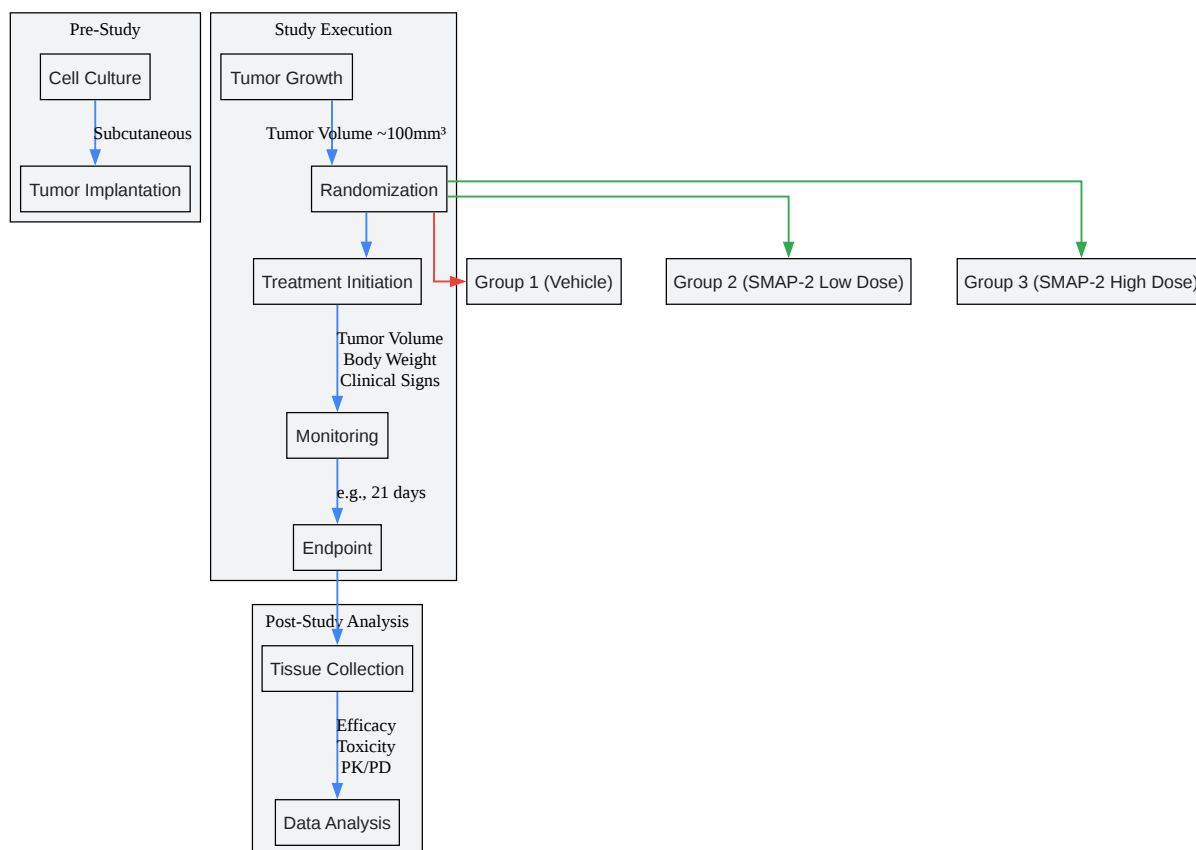 Pre-Study
Cell Culture
Subcutaneous
Tumor Implantation
Study Execution
Tumor Growth
Tumor Volume ~100mm³
Randomization
Treatment Initiation
Group 1 (Vehicle)
Group 2 (SMAP-2 Low Dose)
Group 3 (SMAP-2 High Dose)
Tumor Volume
Body Weight
Clinical Signs
Monitoring
e.g., 21 days
Endpoint
Post-Study Analysis
Tissue Collection
Efficacy
Toxicity
PK/PD
Data Analysis